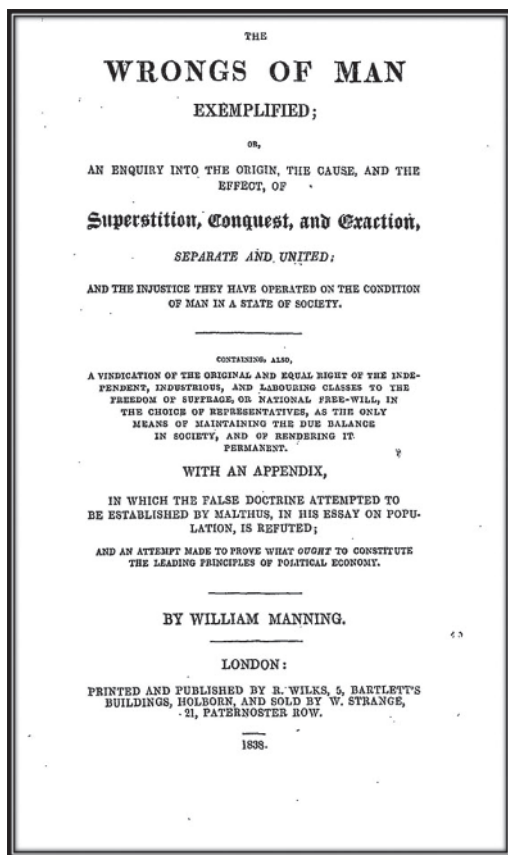 THE
WRONGS OF MAN
EXEMPLIFIED;
OR,
AN ENQUIRY INTO THE ORIGIN, THE CAUSE, AND THE
EFFECT, OF
Superstition, Conquest, and Exaction,
SEPARATE AND UNITED;
AND THE INJUSTICE THEY HAVE OPERATED ON THE CONDITION
OF MAN IN A STATE OF SOCIETY.
CONTAINING, ALSO,
A VINDICATION OF THE ORIGINAL AND EQUAL RIGHT OF THE INDE-
PENDENT, INDUSTRIOUS, AND LABOURING CLASSES TO THE
FREEDOM OF SUFFRAGE, OR NATIONAL FREE-WILL, IN
THE CHOICE OF REPRESENTATIVES, AS THE ONLY
MEANS OF MAINTAINING THE DUE BALANCE
IN SOCIETY, AND OF RENDERING IT
PERMANENT.
WITH AN APPENDIX,
IN WHICH THE FALSE DOCTRINE ATTEMPTED TO
BE ESTABLISHED BY MALTHUS, IN HIS ESSAY ON POPU-
LATION, IS REFUTED;
AND AN ATTEMPT MADE TO PROVE WHAT OUGHT TO CONSTITUTE
THE LEADING PRINCIPLES OF POLITICAL ECONOMY.
BY WILLIAM MANNING.
LONDON:
PRINTED AND PUBLISHED BY R. WILKS, 5, BARTLETT'S
BUILDINGS, HOLBORN, AND SOLD BY W. STRANGE,
21, PATERNOSTER ROW.
1838.